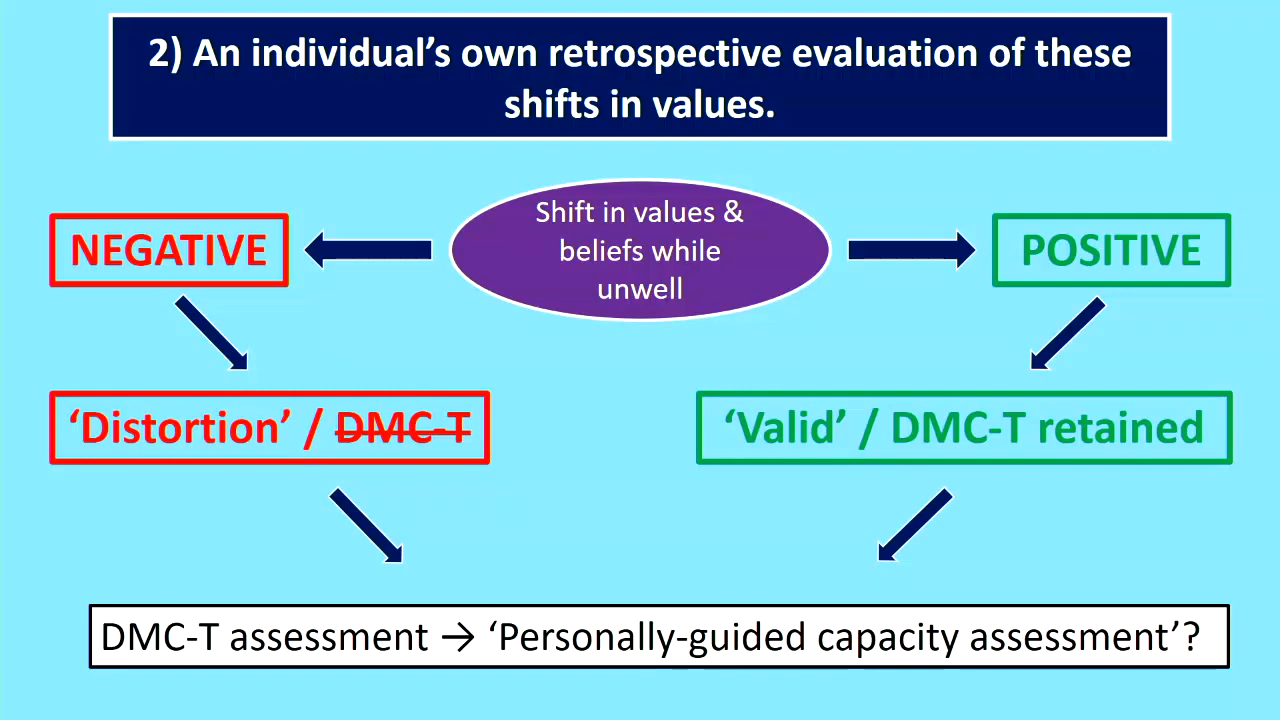 2) An individual’s own retrospective evaluation of these
shifts in values.
Shift in values &
beliefs while
unwell
NEGATIVE
POSITIVE
‘Distortion’ / DMC-T
‘Valid’ / DMC-T retained
DMC-T assessment → ‘Personally-guided capacity assessment’?